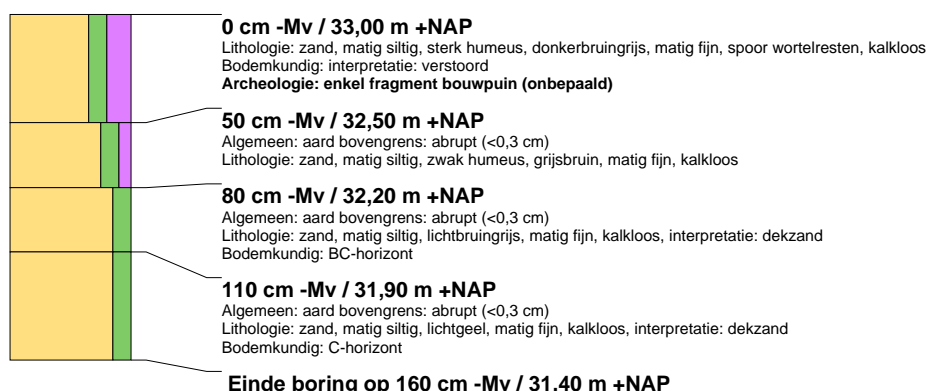 0 cm -Mv / 33,00 m +NAP
Lithologie: zand, matig siltig, sterk humeus, donkerbruingrijs, matig fijn, spoor wortelresten, kalkloos
Bodemkundig: interpretatie: verstoord
Archeologie: enkel fragment bouwpuin (onbepaald)
50 cm -Mv / 32,50 m +NAP
Algemeen: aard bovengrens: abrupt (<0,3 cm)
Lithologie: zand, matig siltig, zwak humeus, grijsbruin, matig fijn, kalkloos
80 cm -Mv / 32,20 m +NAP
Algemeen: aard bovengrens: abrupt (<0,3 cm)
Lithologie: zand, matig siltig, lichtbruingrijs, matig fijn, kalkloos, interpretatie: dekzand
Bodemkundig: BC-horizont
110 cm -Mv / 31,90 m +NAP
Algemeen: aard bovengrens: abrupt (<0,3 cm)
Lithologie: zand, matig siltig, lichtgeel, matig fijn, kalkloos, interpretatie: dekzand
Bodemkundig: C-horizont
Einde boring op 160 cm -Mv / 31,40 m +NAP